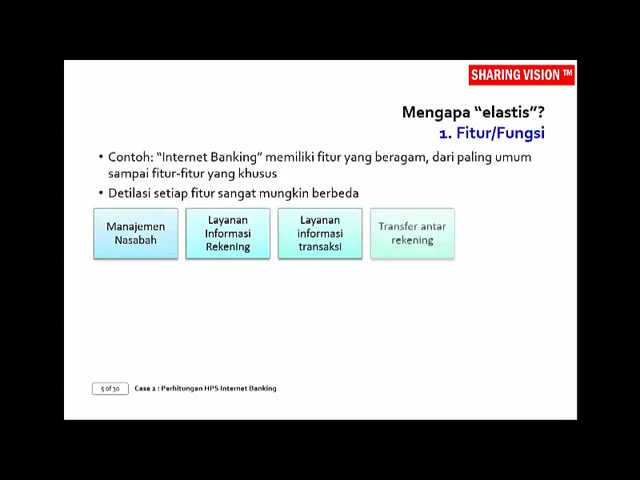 SHARING VISION ™
Mengapa “elastis”?
1. Fitur/Fungsi
• Contoh: “Internet Banking” memiliki fitur yang beragam, dari paling umum
sampai fitur-fitur yang khusus
• Detilasi setiap fitur sangat mungkin berbeda
Manajemen
Nasabah
Layanan
Informasi
Rekening
Layanan
informasi
transaksi
Transfer antar
rekening
5 of 30
Case 2 : Perhitungan HPS Internet Banking